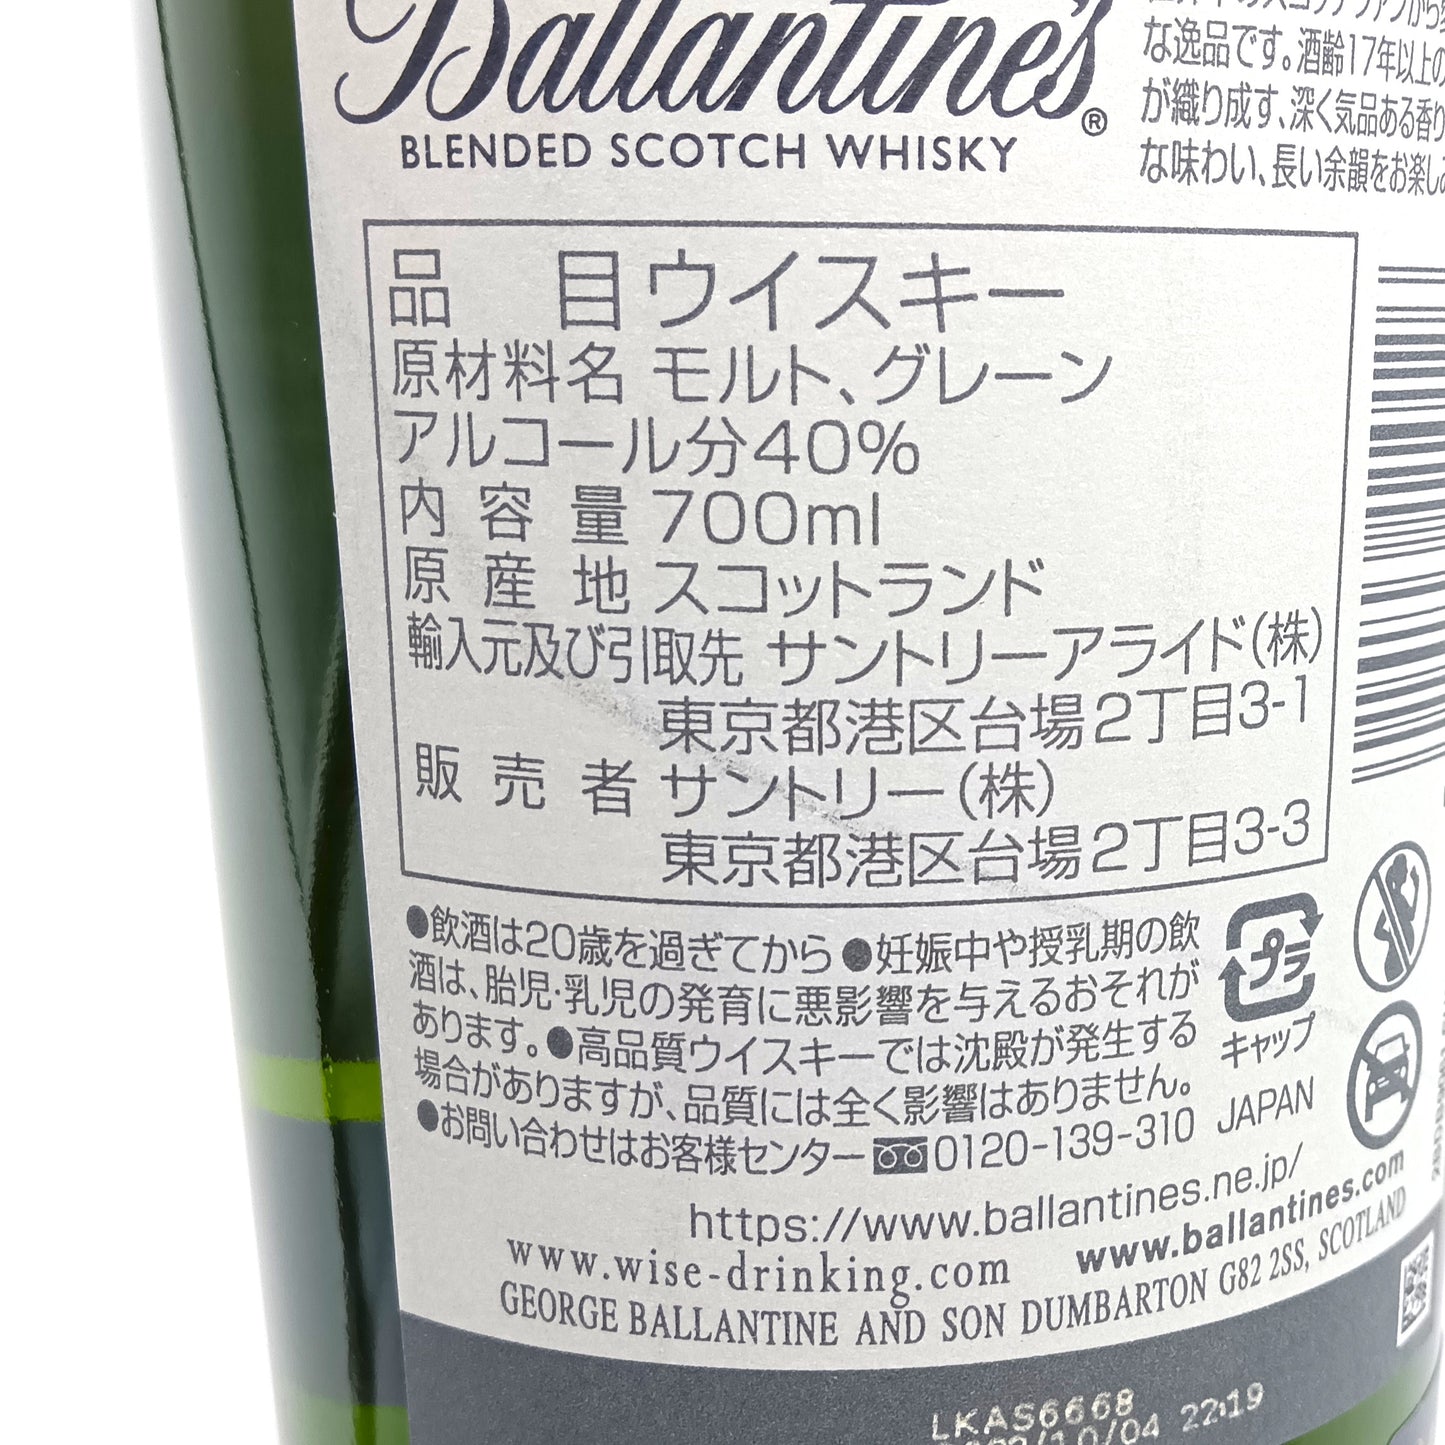 Ballantine's®
BLENDED SCOTCH WHISKY
な逸品です。酒齢17年以上の
が織り成す、深く気品ある香り
な味わい、長い余韻をお楽しみ
品 目 ウイスキー
原材料名 モルト、グレーン
アルコール分40%
内容量 700ml
原産地 スコットランド
輸入元及び引取先 サントリーアライド(株)
東京都港区台場2丁目3-1
販売者 サントリー(株)
東京都港区台場2丁目3-3
●飲酒は20歳を過ぎてから ●妊娠中や授乳期の飲
酒は、胎児・乳児の発育に悪影響を与えるおそれが
あります。●高品質ウイスキーでは沈殿が発生する
場合がありますが、品質には全く影響はありません。
●お問い合わせはお客様センター 0120-139-310
プラ
キャップ
JAPAN
https://www.ballantines.ne.jp/
www.wise-drinking.com www.ballantines.com
GEORGE BALLANTINE AND SON DUMBARTON G82 2SS, SCOTLAND
LKAS6668
/10/04 22:19